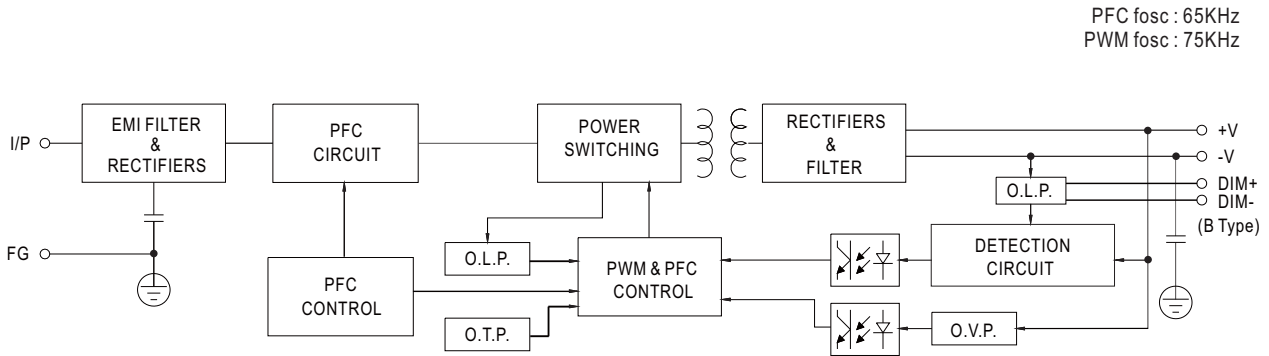 PFC fosc : 65KHz
PWM fosc : 75KHz
I/P
EMI FILTER
&
RECTIFIERS
PFC
CIRCUIT
POWER
SWITCHING
RECTIFIERS
&
FILTER
+V
-V
O.L.P.
DIM+
DIM-
(B Type)
FG
O.L.P.
PFC
CONTROL
PWM & PFC
CONTROL
DETECTION
CIRCUIT
O.T.P.
O.V.P.